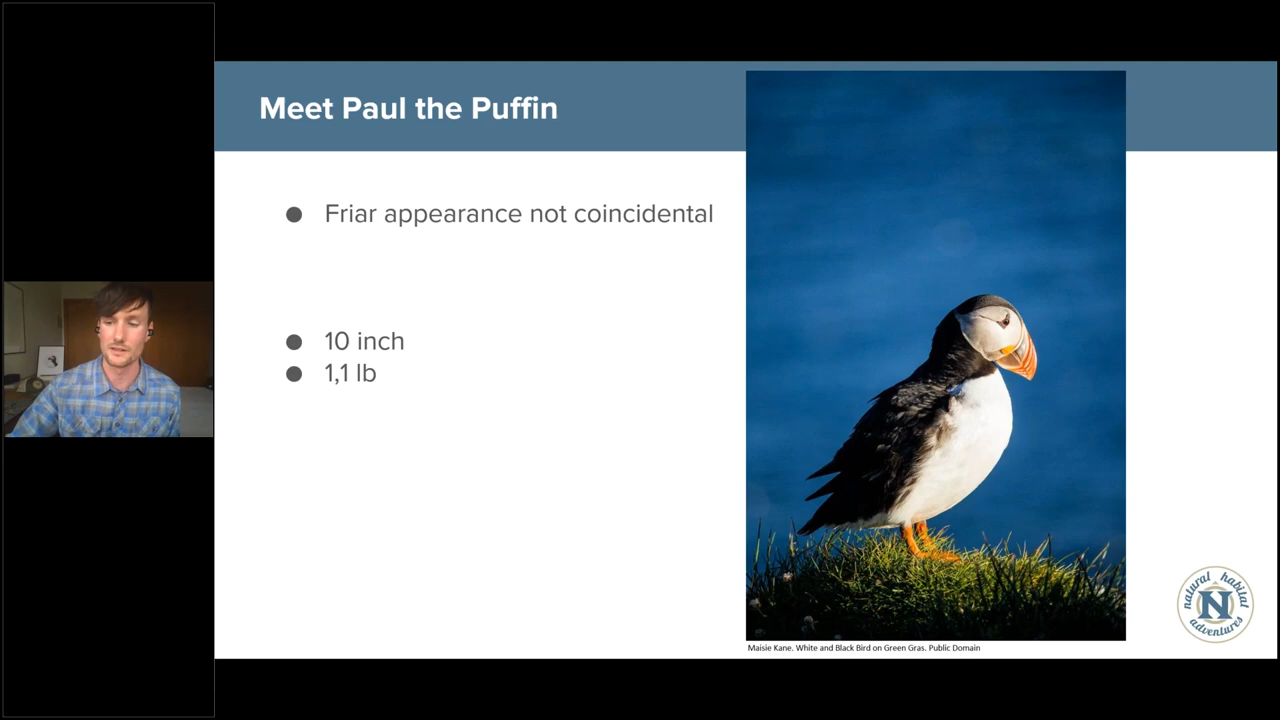 Meet Paul the Puffin
Friar appearance not coincidental
10 inch
1,1 lb
Maisie Kane. White and Black Bird on Green Gras. Public Domain
natural habitat
N
adventures